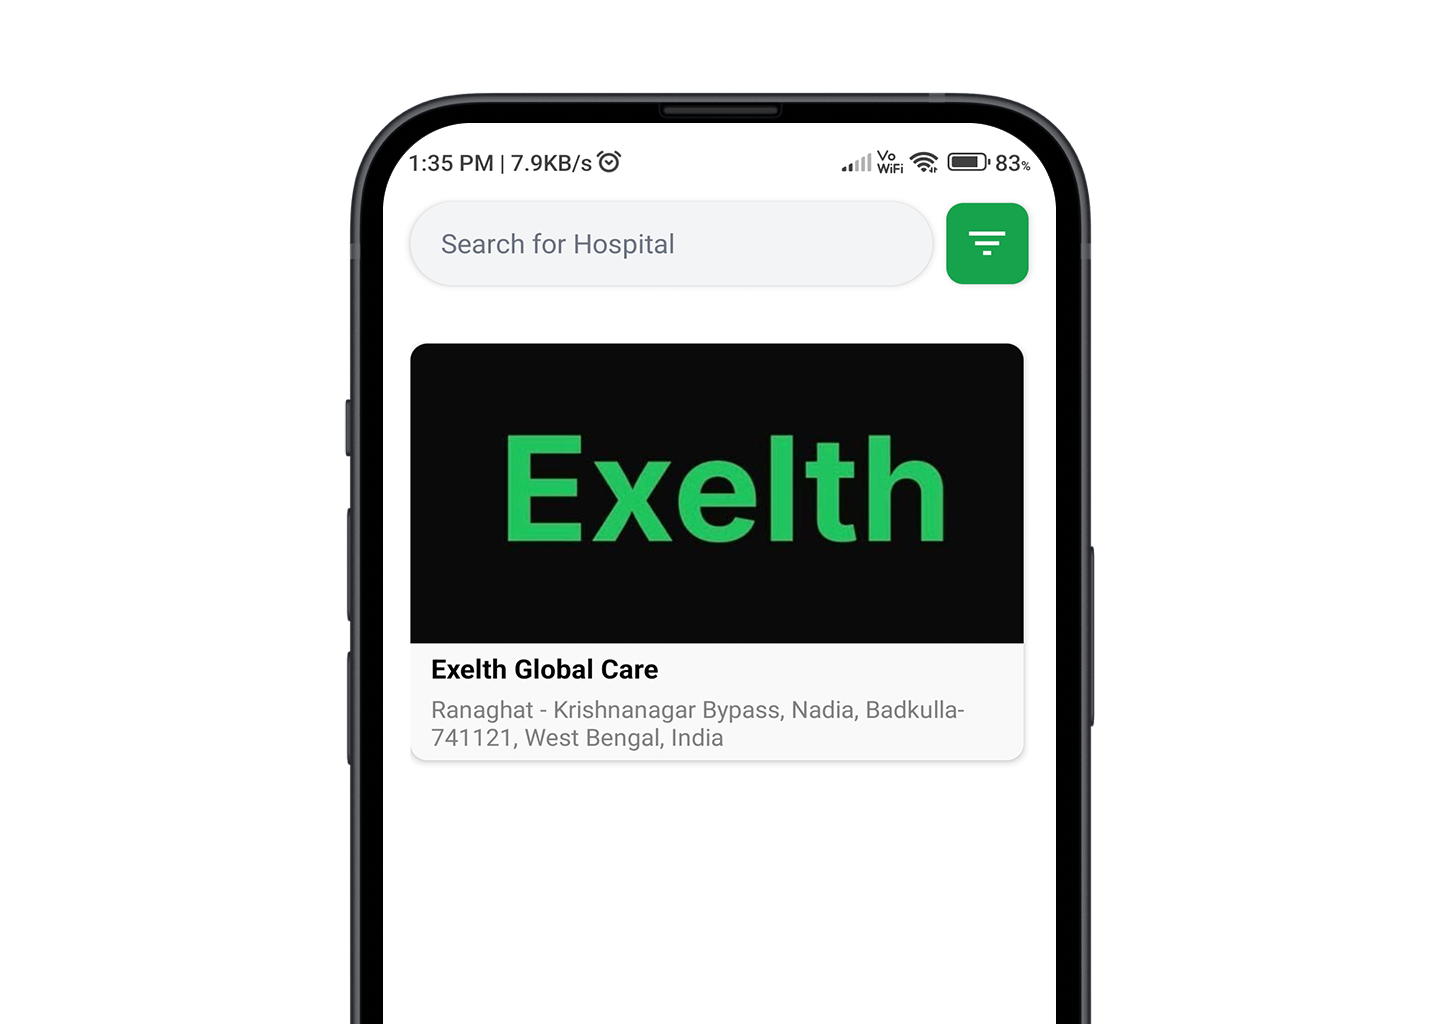 1:35 PM | 7.9KB/s
Vo
WiFi
83%
Search for Hospital
Exelth
Exelth Global Care
Ranaghat - Krishnanagar Bypass, Nadia, Badkulla-
741121, West Bengal, India